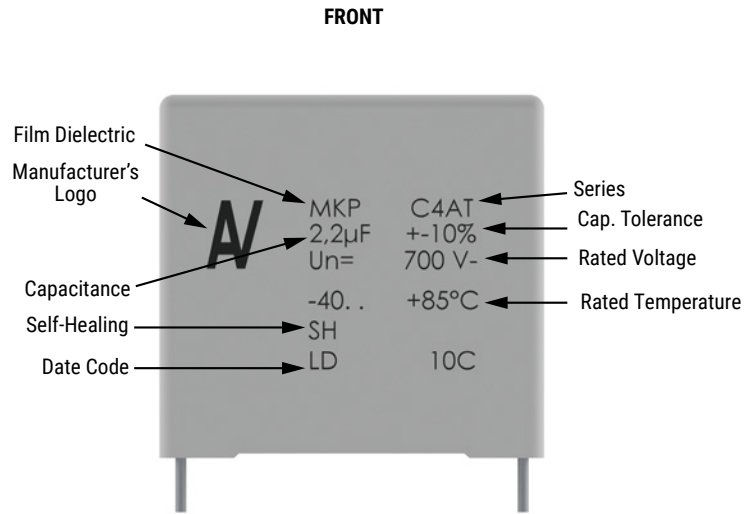 FRONT
Film Dielectric
Manufacturer's
Logo
Capacitance
Self-Healing
Date Code
AV
MKP C4AT
2,2µF +-10%
Un= 700 V-
-40. . +85°C
SH
LD 10C
Series
Cap. Tolerance
Rated Voltage
Rated Temperature